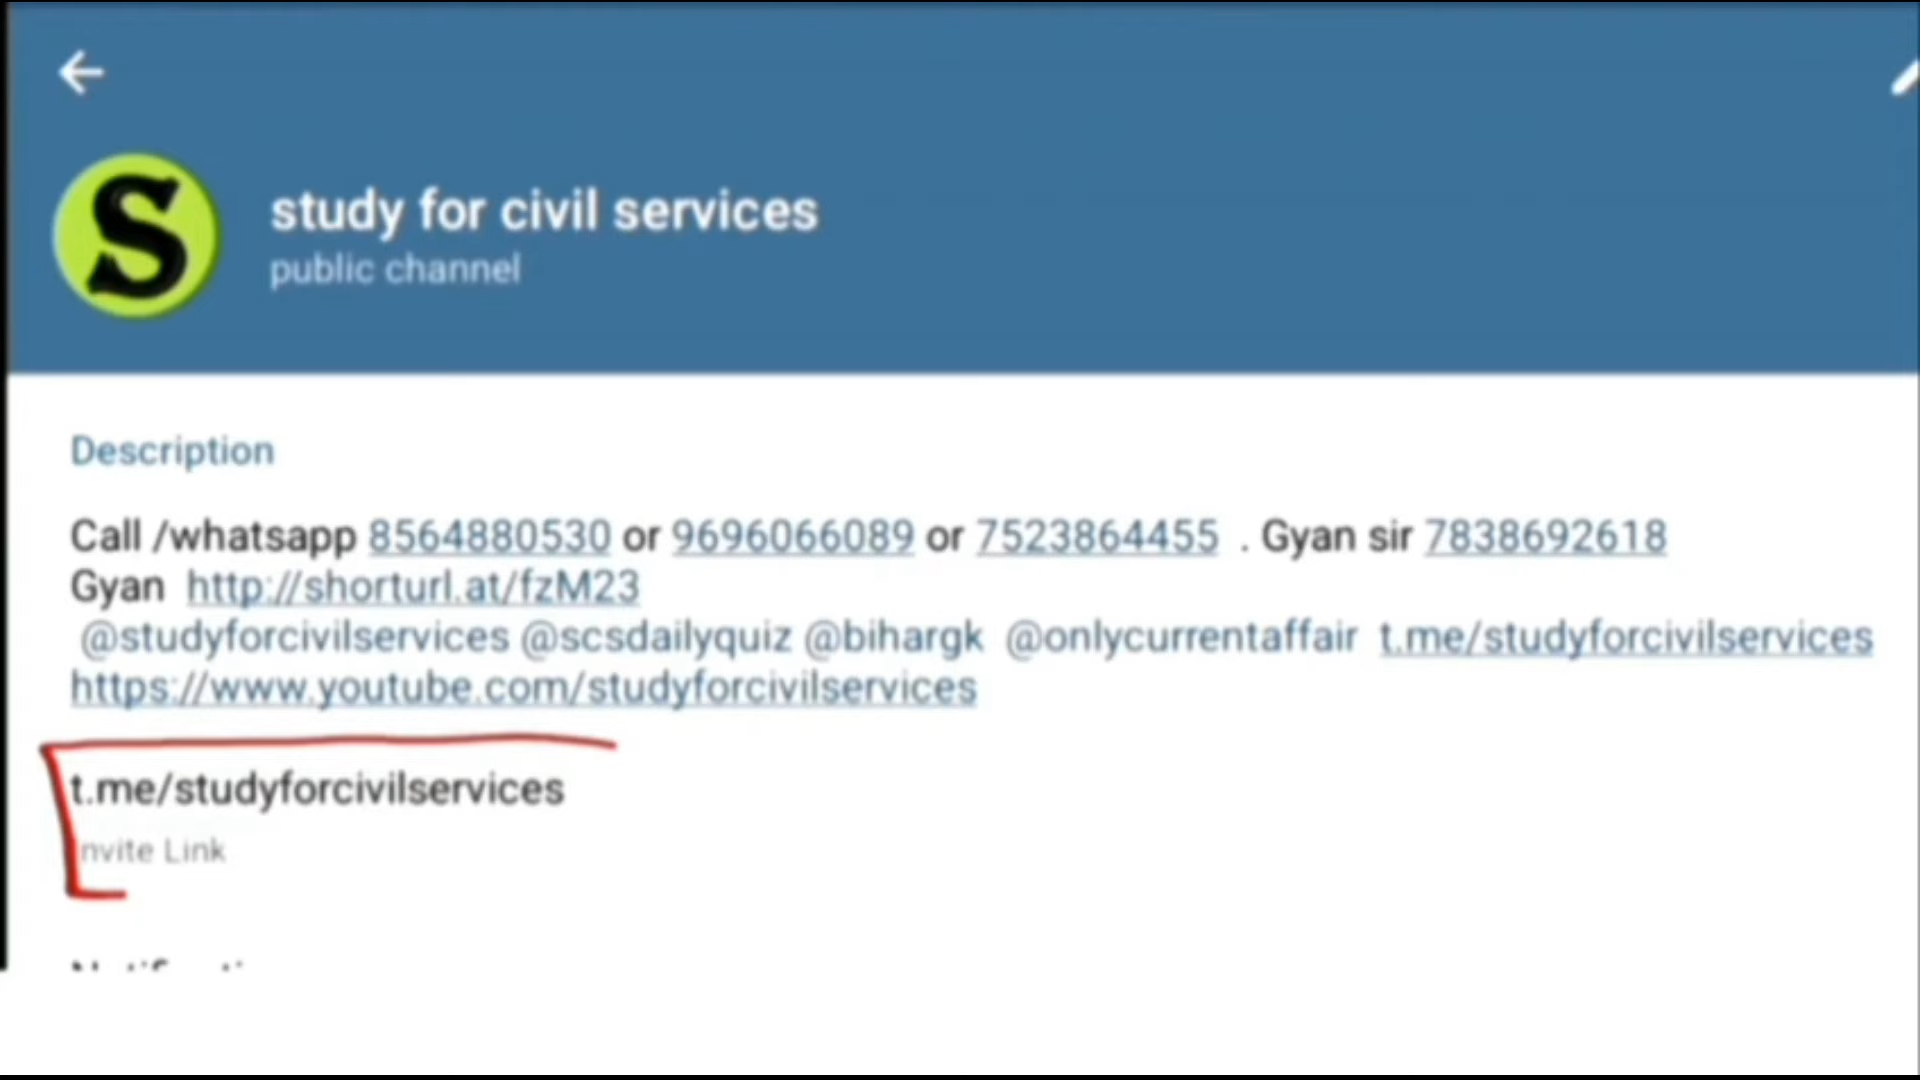 S
study for civil services
public channel
Description
Call /whatsapp 8564880530 or 9696066089 or 7523864455 . Gyan sir 7838692618
Gyan http://shorturl.at/fzM23
@studyforcivilservices @scsdailyquiz @bihargk @onlycurrentaffair t.me/studyforcivilservices
https://www.youtube.com/studyforcivilservices
t.me/studyforcivilservices
Invite Link